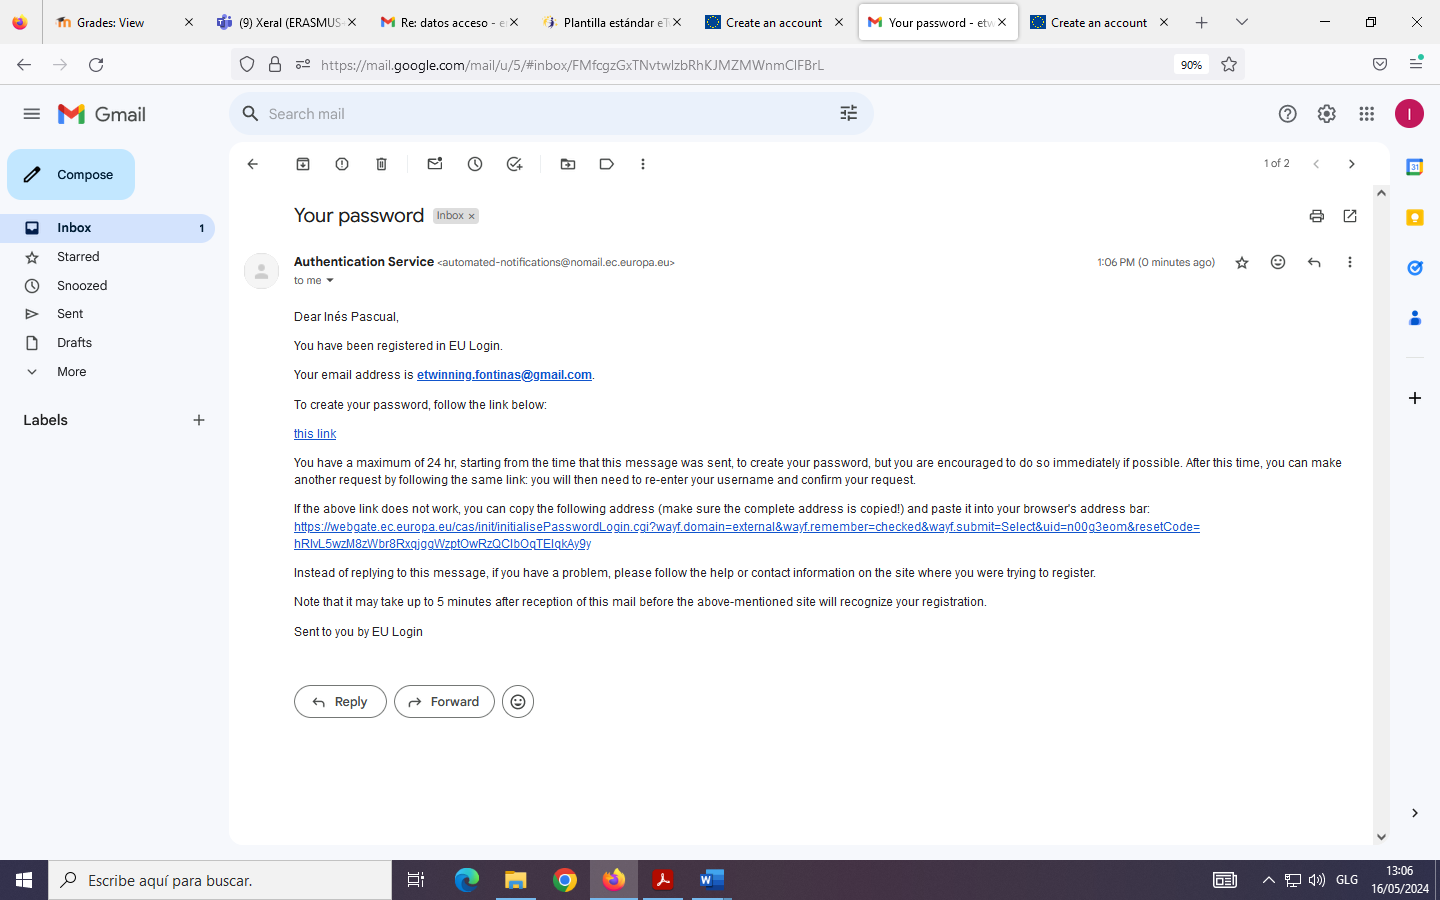 Grades: View
(9) Xeral (ERASMUS+
Re: datos acceso - e
Plantilla estándar eT
Create an account
Your password - etw
Create an account
https://mail.google.com/mail/u/5/#inbox/FMfcgzGxTNvtwlzbRhKJMZMWnmClFBrL
90%
Gmail
Search mail
Compose
1 of 2
Inbox 1
Starred
Snoozed
Sent
Drafts
More
Labels
Your password Inbox
Authentication Service <automated-notifications@nomail.ec.europa.eu>
1:06 PM (0 minutes ago)
to me
Dear Inés Pascual,
You have been registered in EU Login.
Your email address is etwinning.fontinas@gmail.com.
To create your password, follow the link below:
this link
You have a maximum of 24 hr, starting from the time that this message was sent, to create your password, but you are encouraged to do so immediately if possible. After this time, you can make
another request by following the same link: you will then need to re-enter your username and confirm your request.
If the above link does not work, you can copy the following address (make sure the complete address is copied!) and paste it into your browser's address bar:
https://webgate.ec.europa.eu/cas/init/initialisePasswordLogin.cgi?wayf.domain=external&wayf.remember=checked&wayf.submit=Select&uid=n00g3eom&resetCode=
hRlvL5wzM8zWbr8RxqjggWzptOwRzQClbOqTEIqkAy9y
Instead of replying to this message, if you have a problem, please follow the help or contact information on the site where you were trying to register.
Note that it may take up to 5 minutes after reception of this mail before the above-mentioned site will recognize your registration.
Sent to you by EU Login
Reply
Forward
I
31
Escribe aquí para buscar.
GLG
13:06
16/05/2024